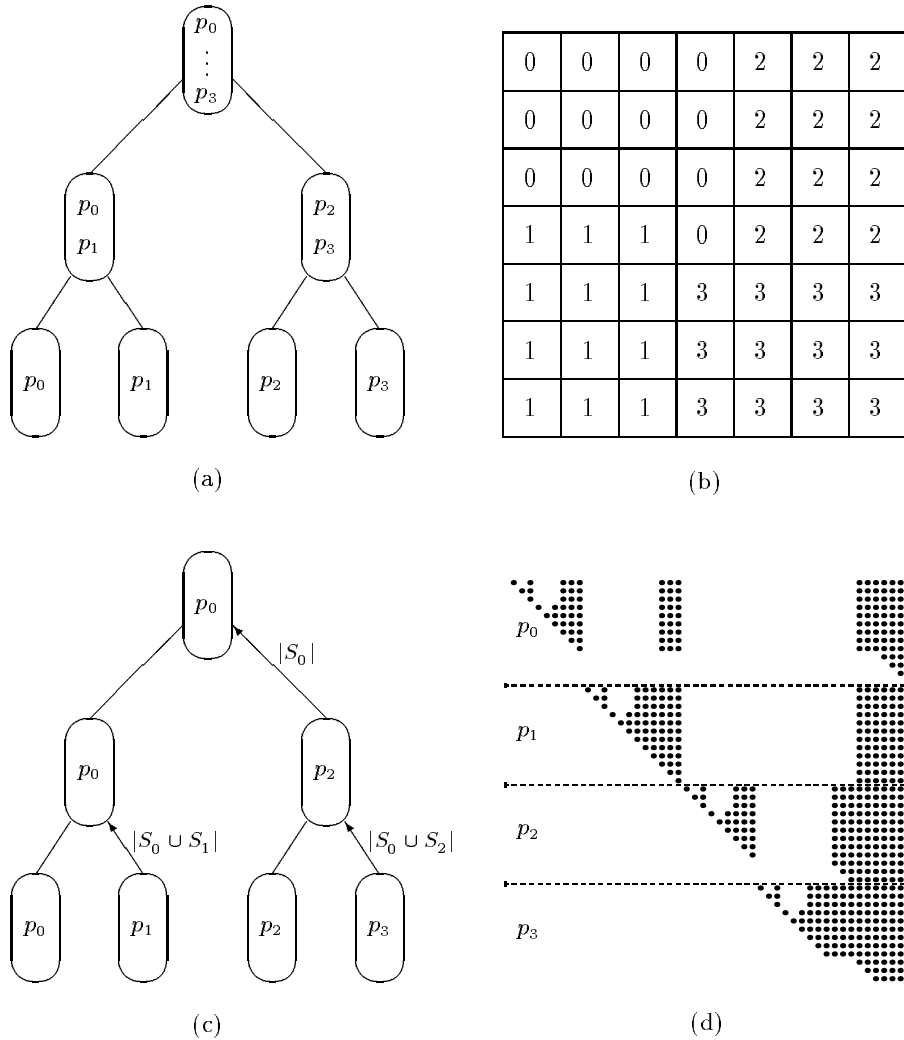 p0
⋮
p3
p0
p1
p2
p3
p0 p1 p2 p3
(a)
0 0 0 0 2 2 2
0 0 0 0 2 2 2
0 0 0 0 2 2 2
1 1 1 0 2 2 2
1 1 1 3 3 3 3
1 1 1 3 3 3 3
1 1 1 3 3 3 3
(b)
p0
|S0|
p0 p2
|S0 ∪ S1| |S0 ∪ S2|
p0 p1 p2 p3
(c)
p0
p1
p2
p3
(d)